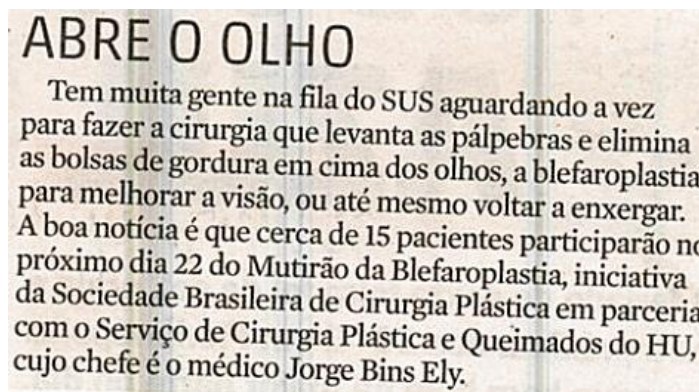 ABRE O OLHO
Tem muita gente na fila do SUS aguardando a vez
para fazer a cirurgia que levanta as pálpebras e elimina
as bolsas de gordura em cima dos olhos, a blefaroplastia
para melhorar a visão, ou até mesmo voltar a enxergar.
A boa notícia é que cerca de 15 pacientes participarão no
próximo dia 22 do Mutirão da Blefaroplastia, iniciativa
da Sociedade Brasileira de Cirurgia Plástica em parceria
com o Serviço de Cirurgia Plástica e Queimados do HU,
cujo chefe é o médico Jorge Bins Ely.